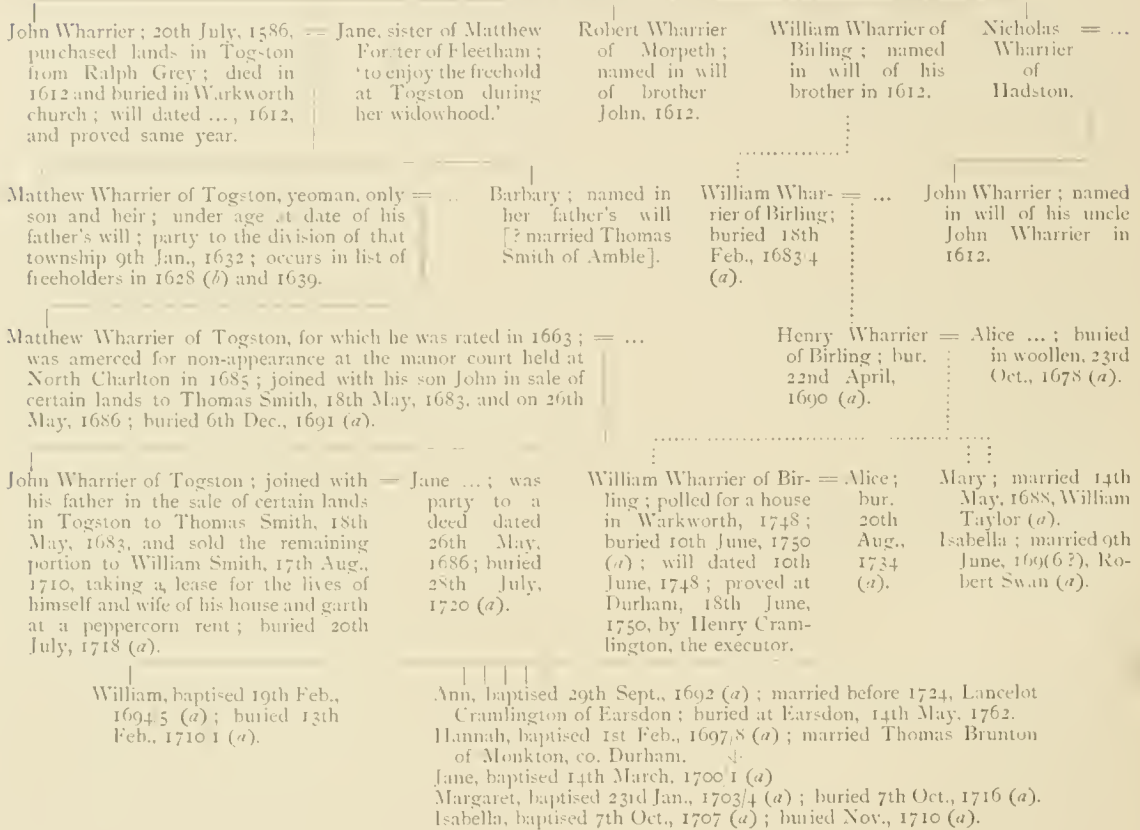 John Wharrier ; 20th July, 1586,
purchased lands in Togston
from Ralph Grey ; died in
1612 and buried in Warkworth
church ; will dated ..., 1612,
and proved same year.
= Jane, sister of Matthew
Forster of Fleetham ;
'to enjoy the freehold
at Togston during
her widowhood.'
Robert Wharrier
of Morpeth ;
named in will
of brother
John, 1612.
William Wharrier of
Birling ; named
in will of his
brother in 1612.
Nicholas = ...
Wharrier
of
Hadston.
Matthew Wharrier of Togston, yeoman, only = ..
son and heir ; under age at date of his
father's will ; party to the division of that
township 9th Jan., 1632 ; occurs in list of
freeholders in 1628 (b) and 1639.
Barbary ; named in
her father's will
[? married Thomas
Smith of Amble].
William Whar- = ...
rier of Birling;
buried 18th
Feb., 1683/4
(a).
John Wharrier ; named
in will of his uncle
John Wharrier in
1612.
Matthew Wharrier of Togston, for which he was rated in 1663 ; = ...
was amerced for non-appearance at the manor court held at
North Charlton in 1685 ; joined with his son John in sale of
certain lands to Thomas Smith, 18th May, 1683, and on 26th
May, 1686 ; buried 6th Dec., 1691 (a).
Henry Wharrier
of Birling ; bur.
22nd April,
1690 (a).
= Alice ... ; buried
in woollen, 23rd
Oct., 1678 (a).
John Wharrier of Togston ; joined with
his father in the sale of certain lands
in Togston to Thomas Smith, 18th
May, 1683, and sold the remaining
portion to William Smith, 17th Aug.,
1710, taking a lease for the lives of
himself and wife of his house and garth
at a peppercorn rent ; buried 20th
July, 1718 (a).
= Jane ... ; was
party to a
deed dated
26th May,
1686; buried
28th July,
1720 (a).
William Wharrier of Bir-
ling ; polled for a house
in Warkworth, 1748 ;
buried 10th June, 1750
(a) ; will dated 10th
June, 1748 ; proved at
Durham, 18th June,
1750, by Henry Cram-
lington, the executor.
= Alice ;
bur.
20th
Aug.,
1734
(a).
Mary ; married 14th
May, 1688, William
Taylor (a).
Isabella ; married 9th
June, 169(6 ?), Ro-
bert Swan (a).
William, baptised 19th Feb.,
1694/5 (a) ; buried 13th
Feb., 1710/1 (a).
Ann, baptised 29th Sept., 1692 (a) ; married before 1724, Lancelot
Cramlington of Earsdon ; buried at Earsdon, 14th May, 1762.
Hannah, baptised 1st Feb., 1697/8 (a) ; married Thomas Brunton
of Monkton, co. Durham.
Jane, baptised 14th March, 1700/1 (a)
Margaret, baptised 23rd Jan., 1703/4 (a) ; buried 7th Oct., 1716 (a).
Isabella, baptised 7th Oct., 1707 (a) ; buried Nov., 1710 (a).